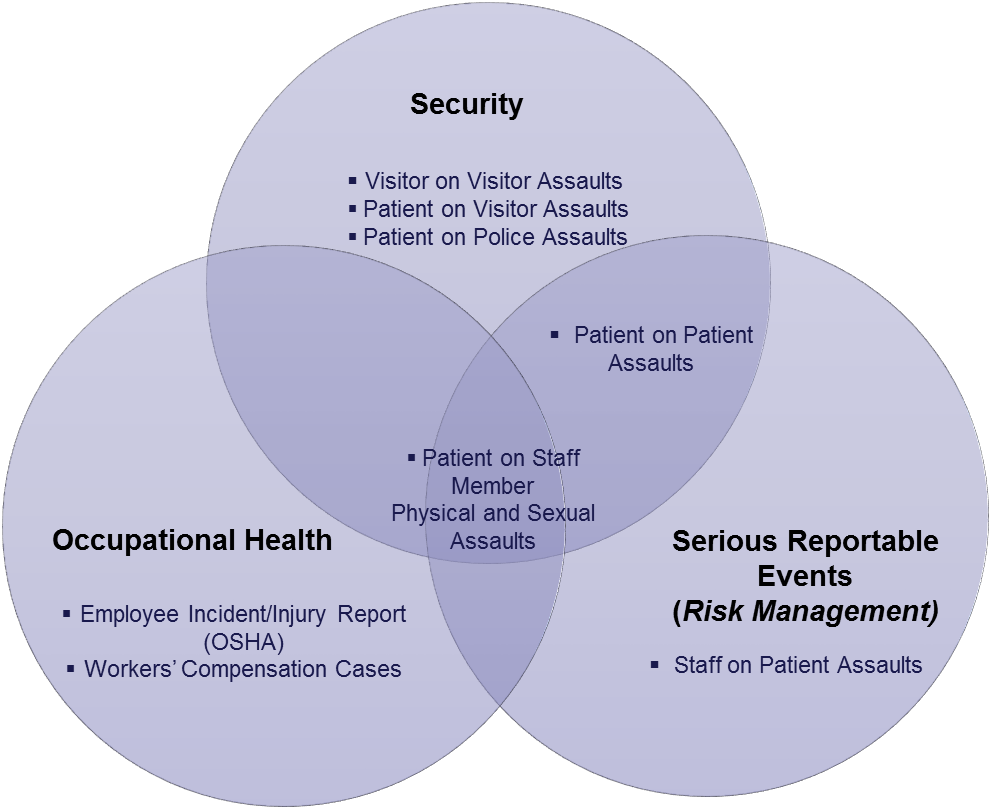 Security
▪ Visitor on Visitor Assaults
▪ Patient on Visitor Assaults
▪ Patient on Police Assaults
▪ Patient on Patient
Assaults
▪ Patient on Staff
Member
Physical and Sexual
Assaults
Occupational Health
▪ Employee Incident/Injury Report
(OSHA)
▪ Workers’ Compensation Cases
Serious Reportable
Events
(Risk Management)
▪ Staff on Patient Assaults